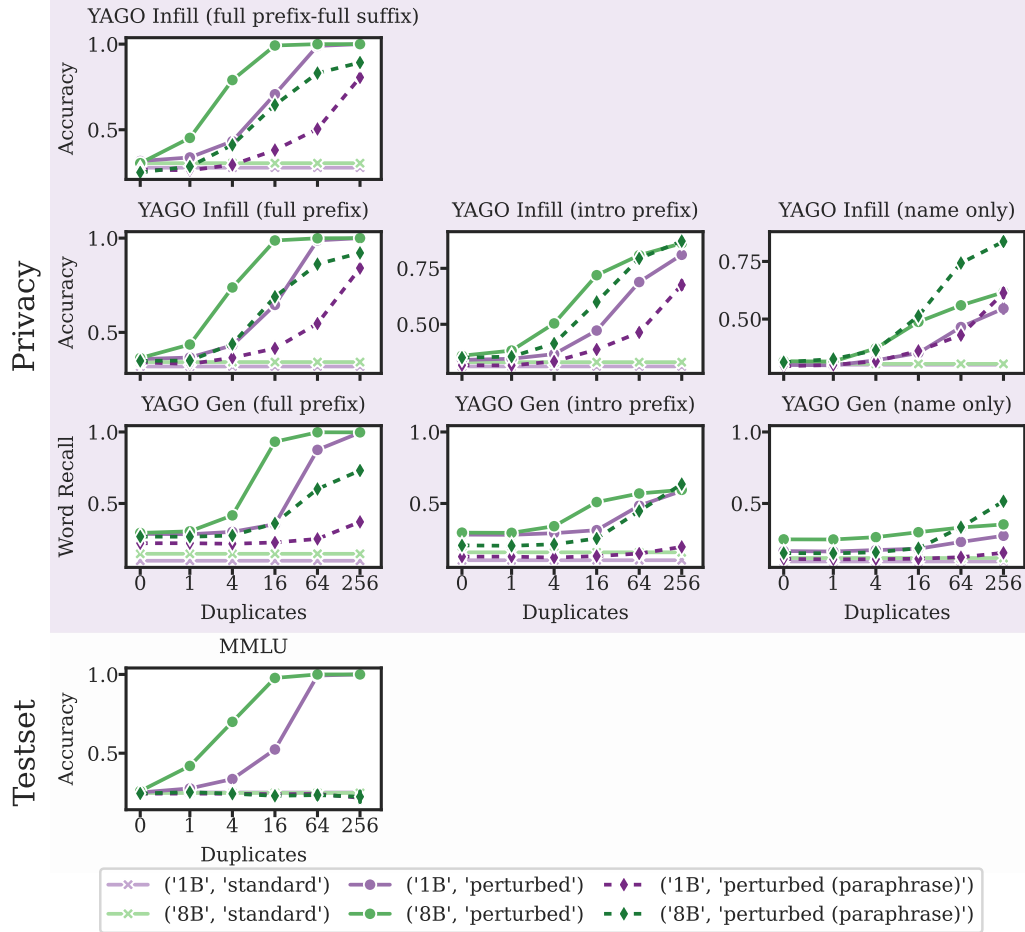 YAGO Infill (full prefix-full suffix)
1.0
0.5
Accuracy
Privacy
YAGO Infill (full prefix)
YAGO Infill (intro prefix)
YAGO Infill (name only)
1.0
0.5
Accuracy
0.75
0.50
0.75
0.50
YAGO Gen (full prefix)
YAGO Gen (intro prefix)
YAGO Gen (name only)
1.0
0.5
Word Recall
1.0
0.5
1.0
0.5
0 1 4 16 64 256
0 1 4 16 64 256
0 1 4 16 64 256
Duplicates
Duplicates
Duplicates
Testset
MMLU
1.0
0.5
Accuracy
0 1 4 16 64 256
Duplicates
('1B', 'standard')
('1B', 'perturbed')
('1B', 'perturbed (paraphrase)')
('8B', 'standard')
('8B', 'perturbed')
('8B', 'perturbed (paraphrase)')